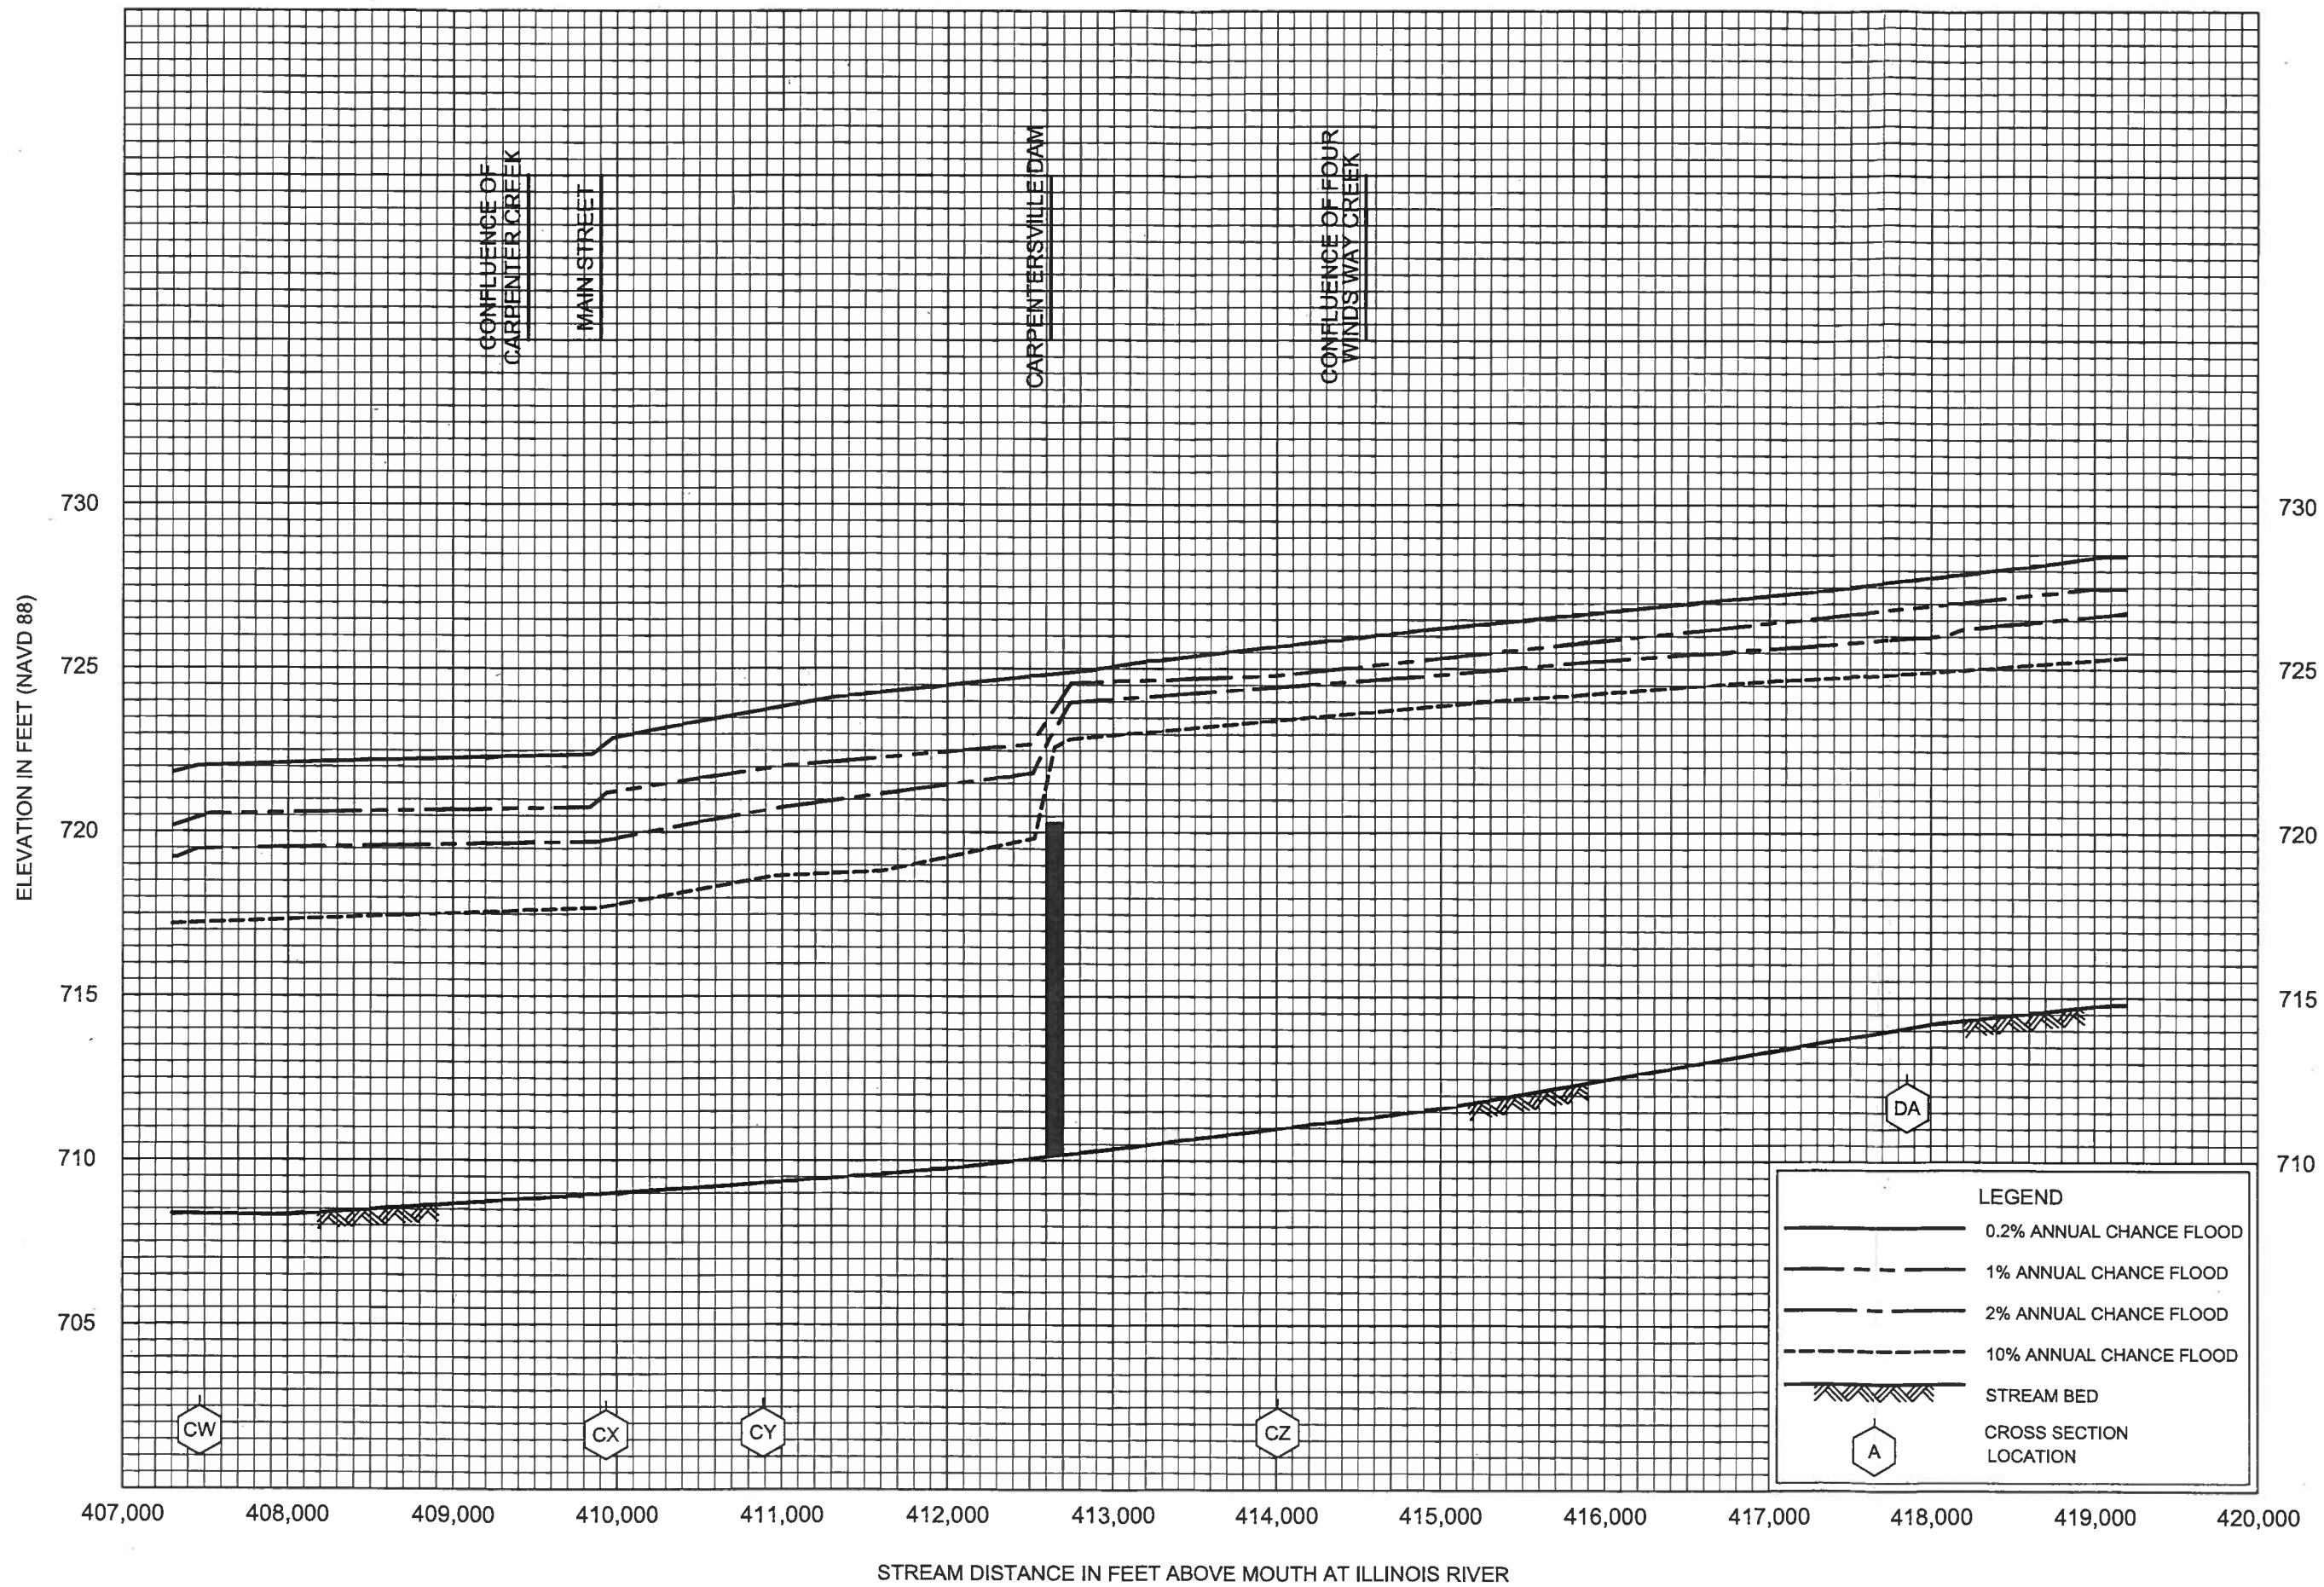 CONFLUENCE OF
CARPENTER CREEK
MAIN STREET
CARPENTERSVILLE DAM
CONFLUENCE OF FOUR
WINDS WAY CREEK
ELEVATION IN FEET (NAVD 88)
730
725
720
715
710
705
730
725
720
715
710
CW
CX
CY
CZ
DA
LEGEND
0.2% ANNUAL CHANCE FLOOD
1% ANNUAL CHANCE FLOOD
2% ANNUAL CHANCE FLOOD
10% ANNUAL CHANCE FLOOD
STREAM BED
A
CROSS SECTION
LOCATION
407,000 408,000 409,000 410,000 411,000 412,000 413,000 414,000 415,000 416,000 417,000 418,000 419,000 420,000
STREAM DISTANCE IN FEET ABOVE MOUTH AT ILLINOIS RIVER